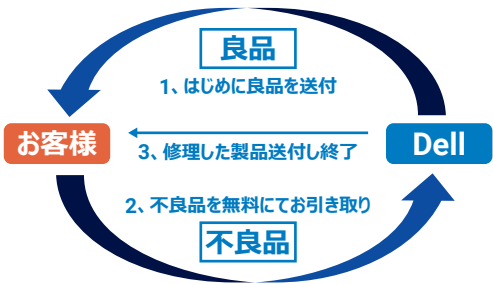 良品
1、はじめに良品を送付
お客様
Dell
3、修理した製品送付し終了
2、不良品を無料にてお引き取り
不良品